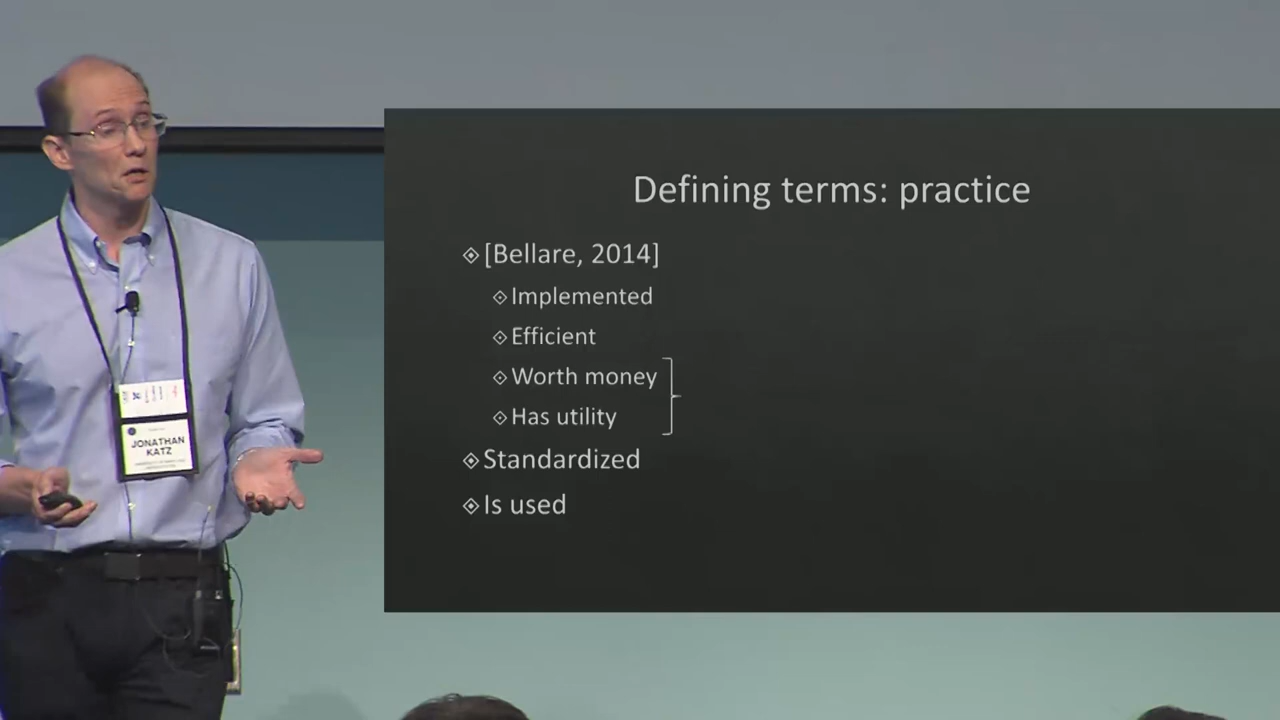 Defining terms: practice
[Bellare, 2014]
Implemented
Efficient
Worth money
Has utility
Standardized
Is used
JONATHAN
KATZ